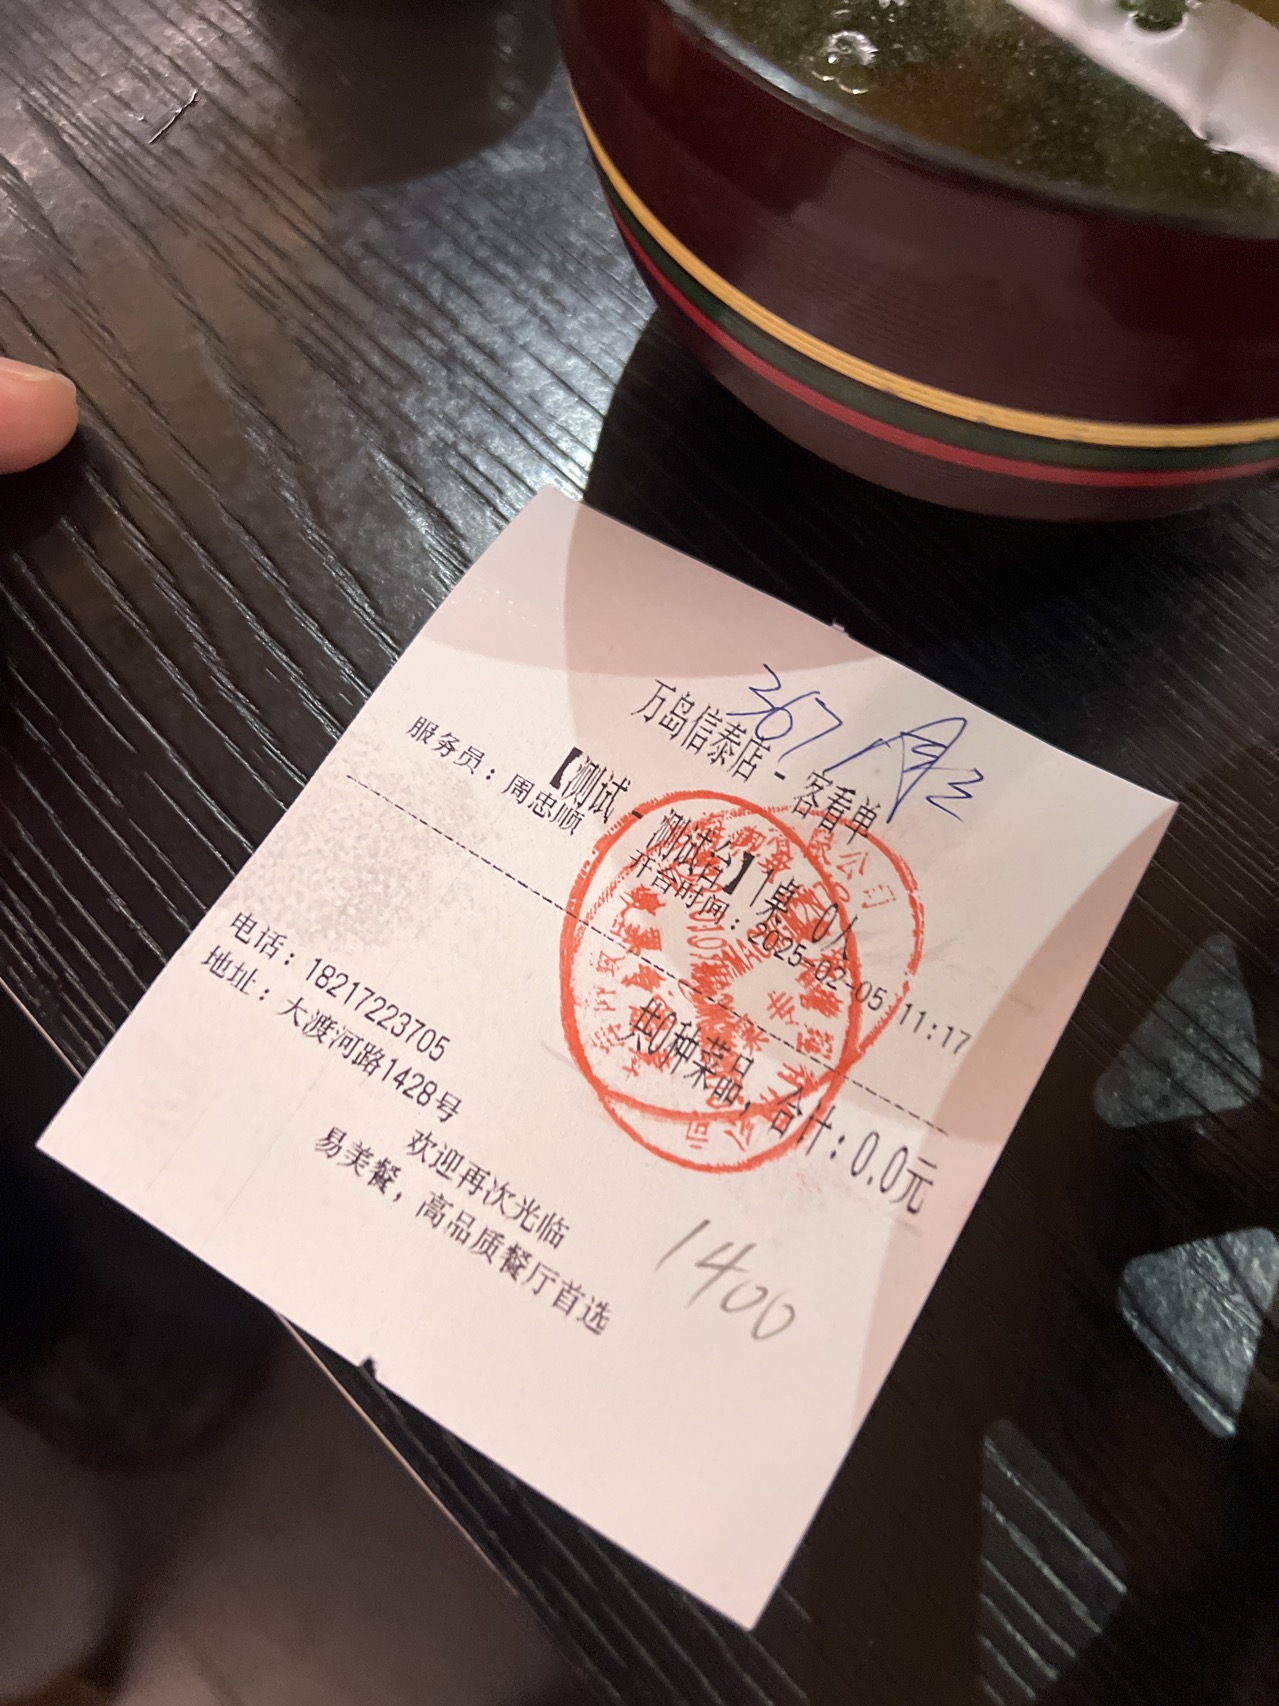 367
万岛信泰店 - 客看单
【测试 - 测试台】1桌 0人
服务员：周忠顺
开台时间：2025-02-05 11:17
共0种菜品，合计：0.0元
电话：18217223705
地址：大渡河路1428号
欢迎再次光临
易美餐，高品质餐厅首选
1400